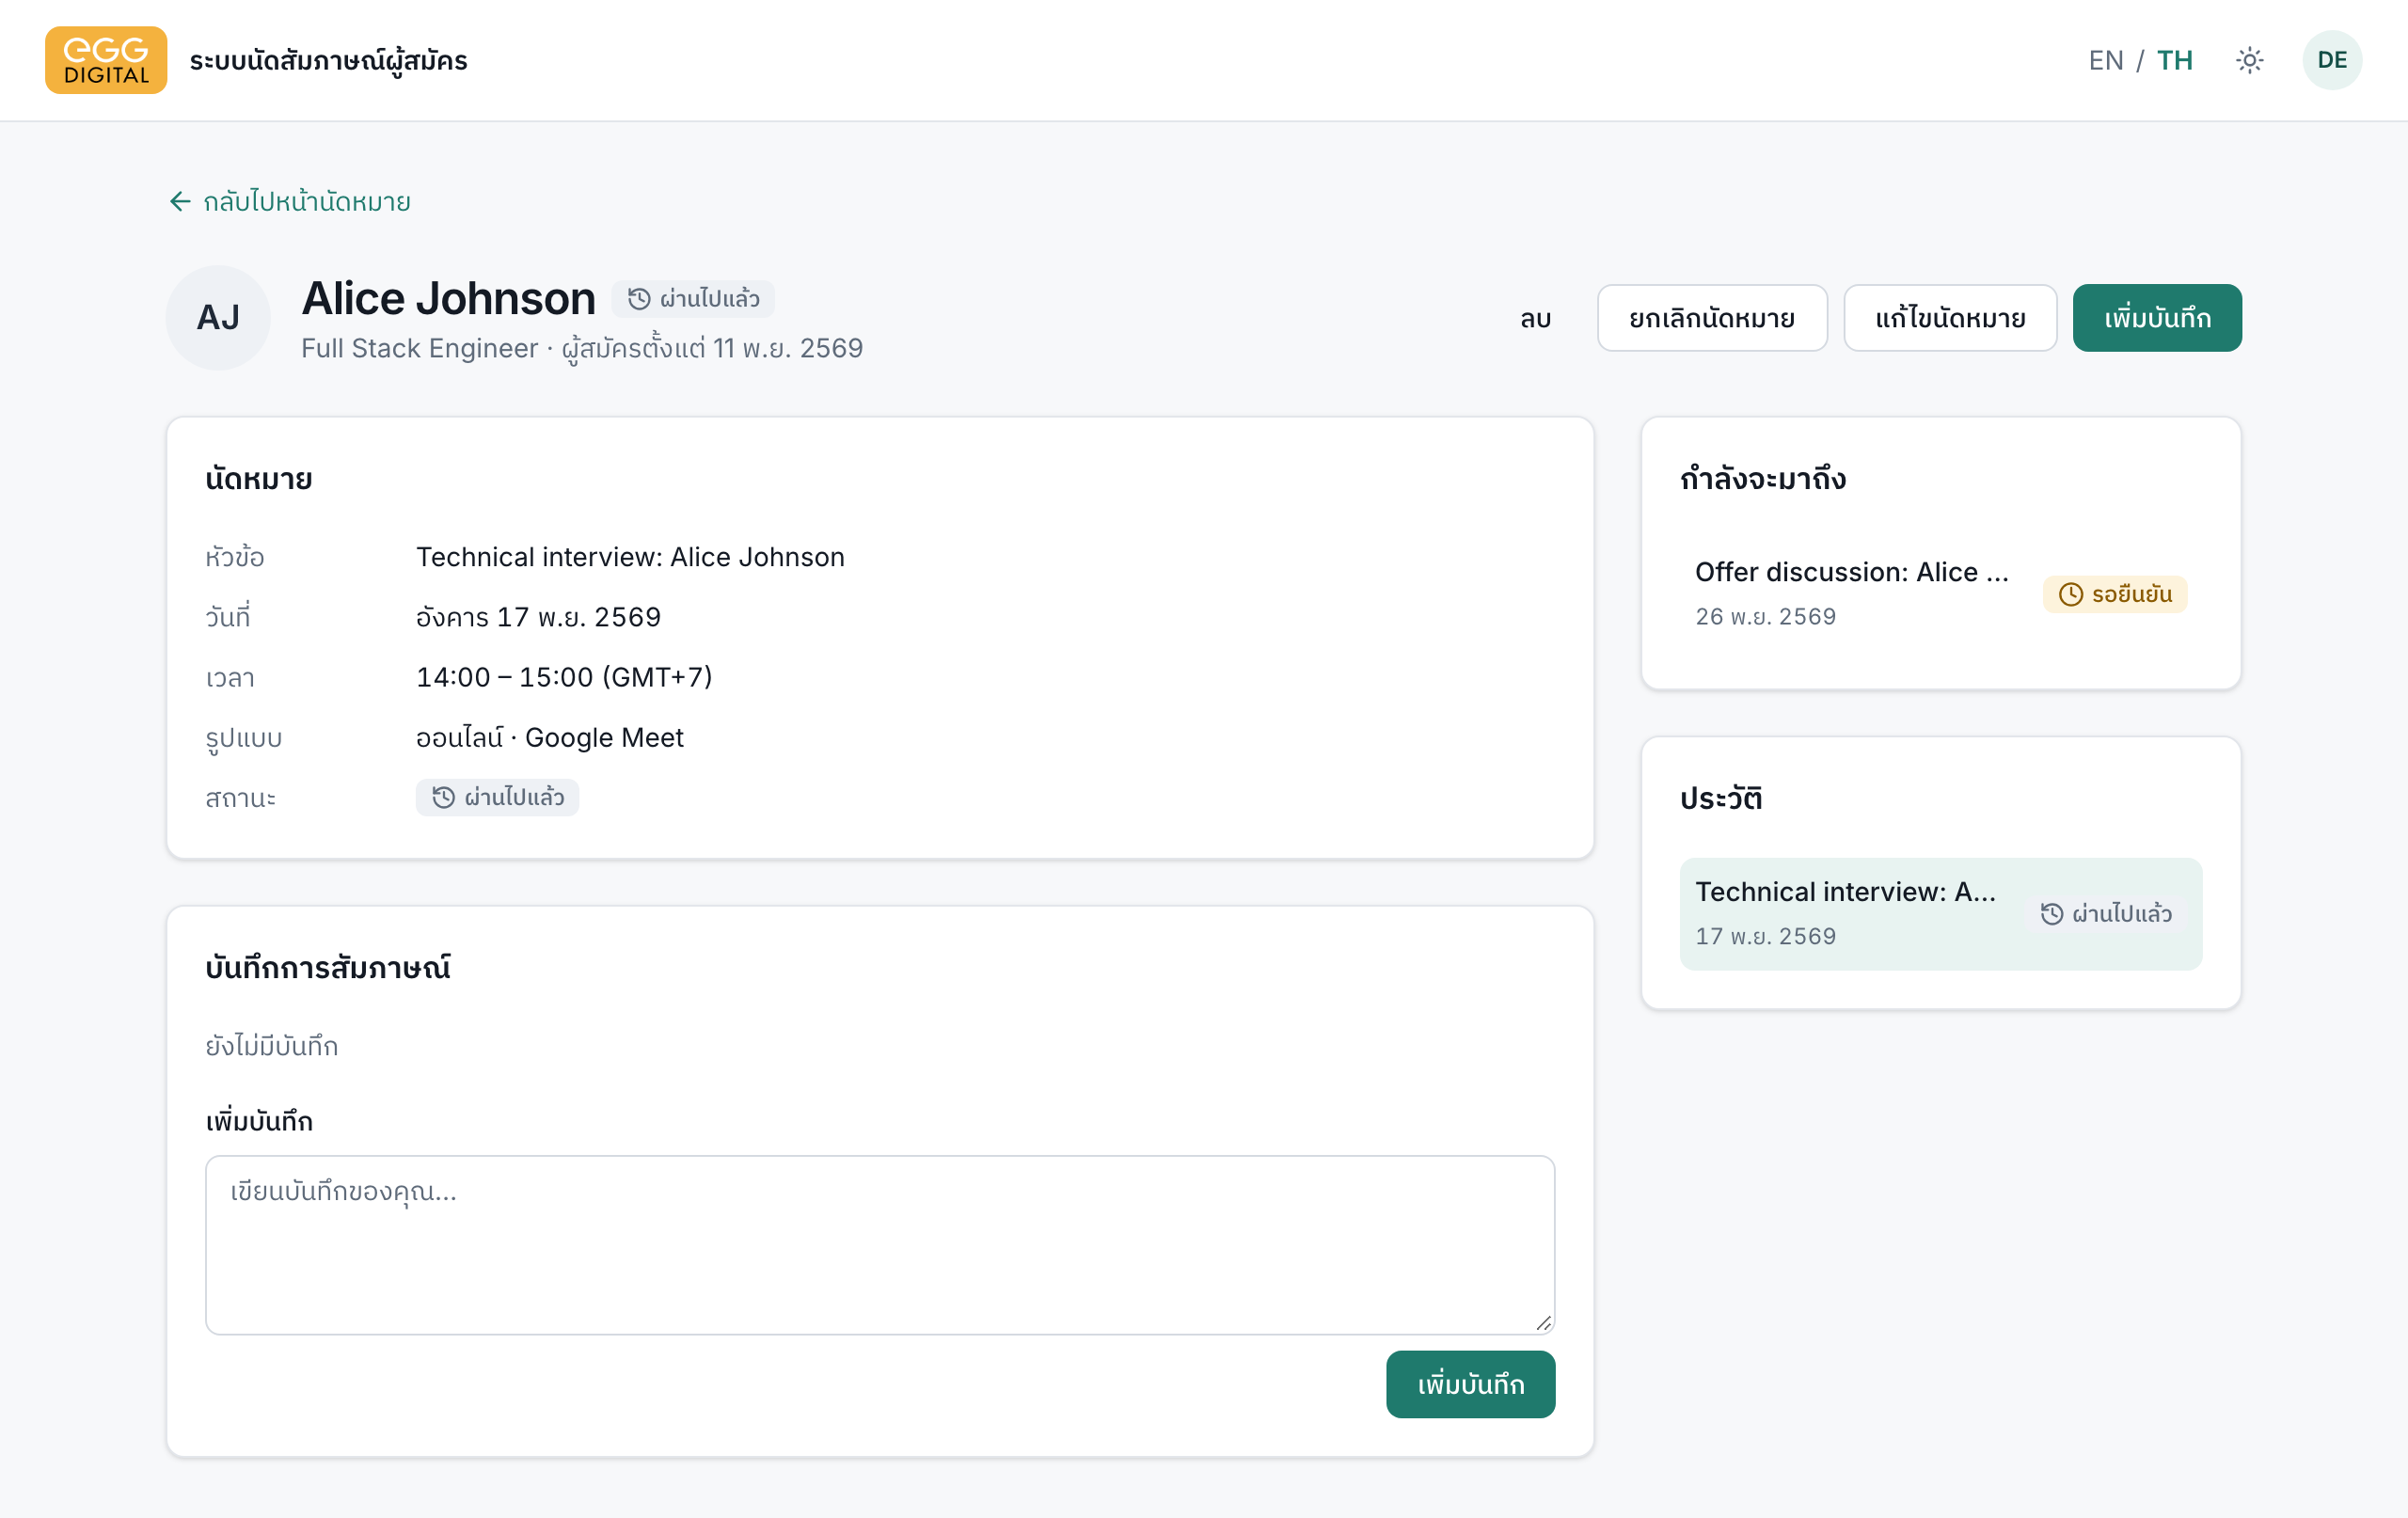 egg
DIGITAL
ระบบนัดสัมภาษณ์ผู้สมัคร
EN / TH
DE
← กลับไปหน้านัดหมาย
AJ
Alice Johnson
ผ่านไปแล้ว
Full Stack Engineer · ผู้สมัครตั้งแต่ 11 พ.ย. 2569
ลบ
ยกเลิกนัดหมาย
แก้ไขนัดหมาย
เพิ่มบันทึก
นัดหมาย
หัวข้อ Technical interview: Alice Johnson
วันที่ อังคาร 17 พ.ย. 2569
เวลา 14:00 – 15:00 (GMT+7)
รูปแบบ ออนไลน์ · Google Meet
สถานะ ผ่านไปแล้ว
บันทึกการสัมภาษณ์
ยังไม่มีบันทึก
เพิ่มบันทึก
เขียนบันทึกของคุณ...
เพิ่มบันทึก
กำลังจะมาถึง
Offer discussion: Alice ...
26 พ.ย. 2569
รอยืนยัน
ประวัติ
Technical interview: A...
17 พ.ย. 2569
ผ่านไปแล้ว